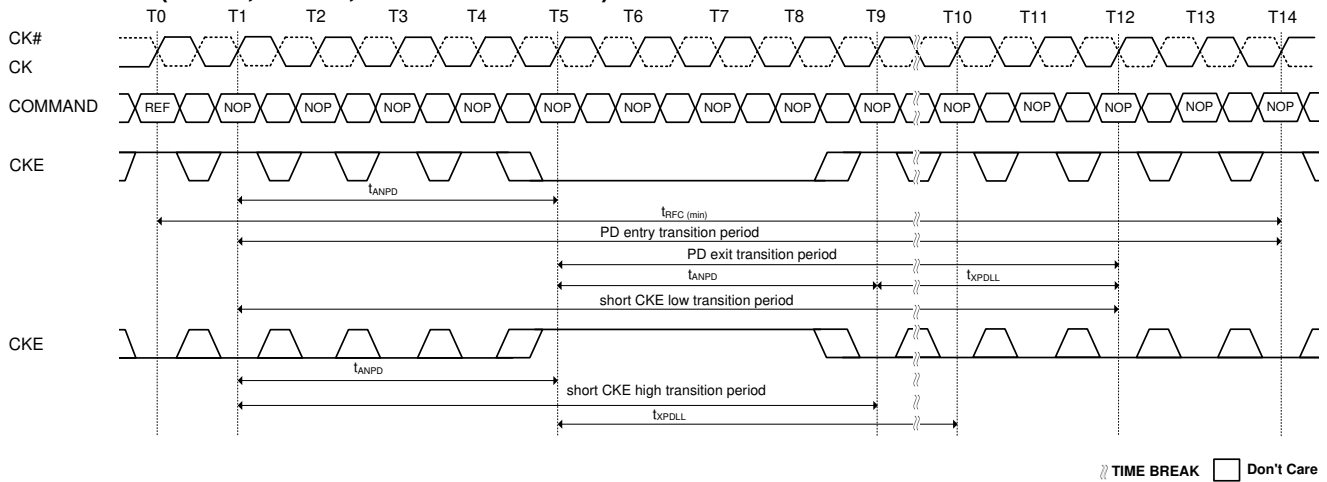 T0 T1 T2 T3 T4 T5 T6 T7 T8 T9 T10 T11 T12 T13 T14
CK#
CK
COMMAND REF NOP NOP NOP NOP NOP NOP NOP NOP NOP NOP NOP NOP NOP NOP
CKE
tANPD
tRFC (min)
PD entry transition period
PD exit transition period
tANPD tXPDLL
short CKE low transition period
CKE
tANPD
short CKE high transition period
tXPDLL
TIME BREAK Don't Care